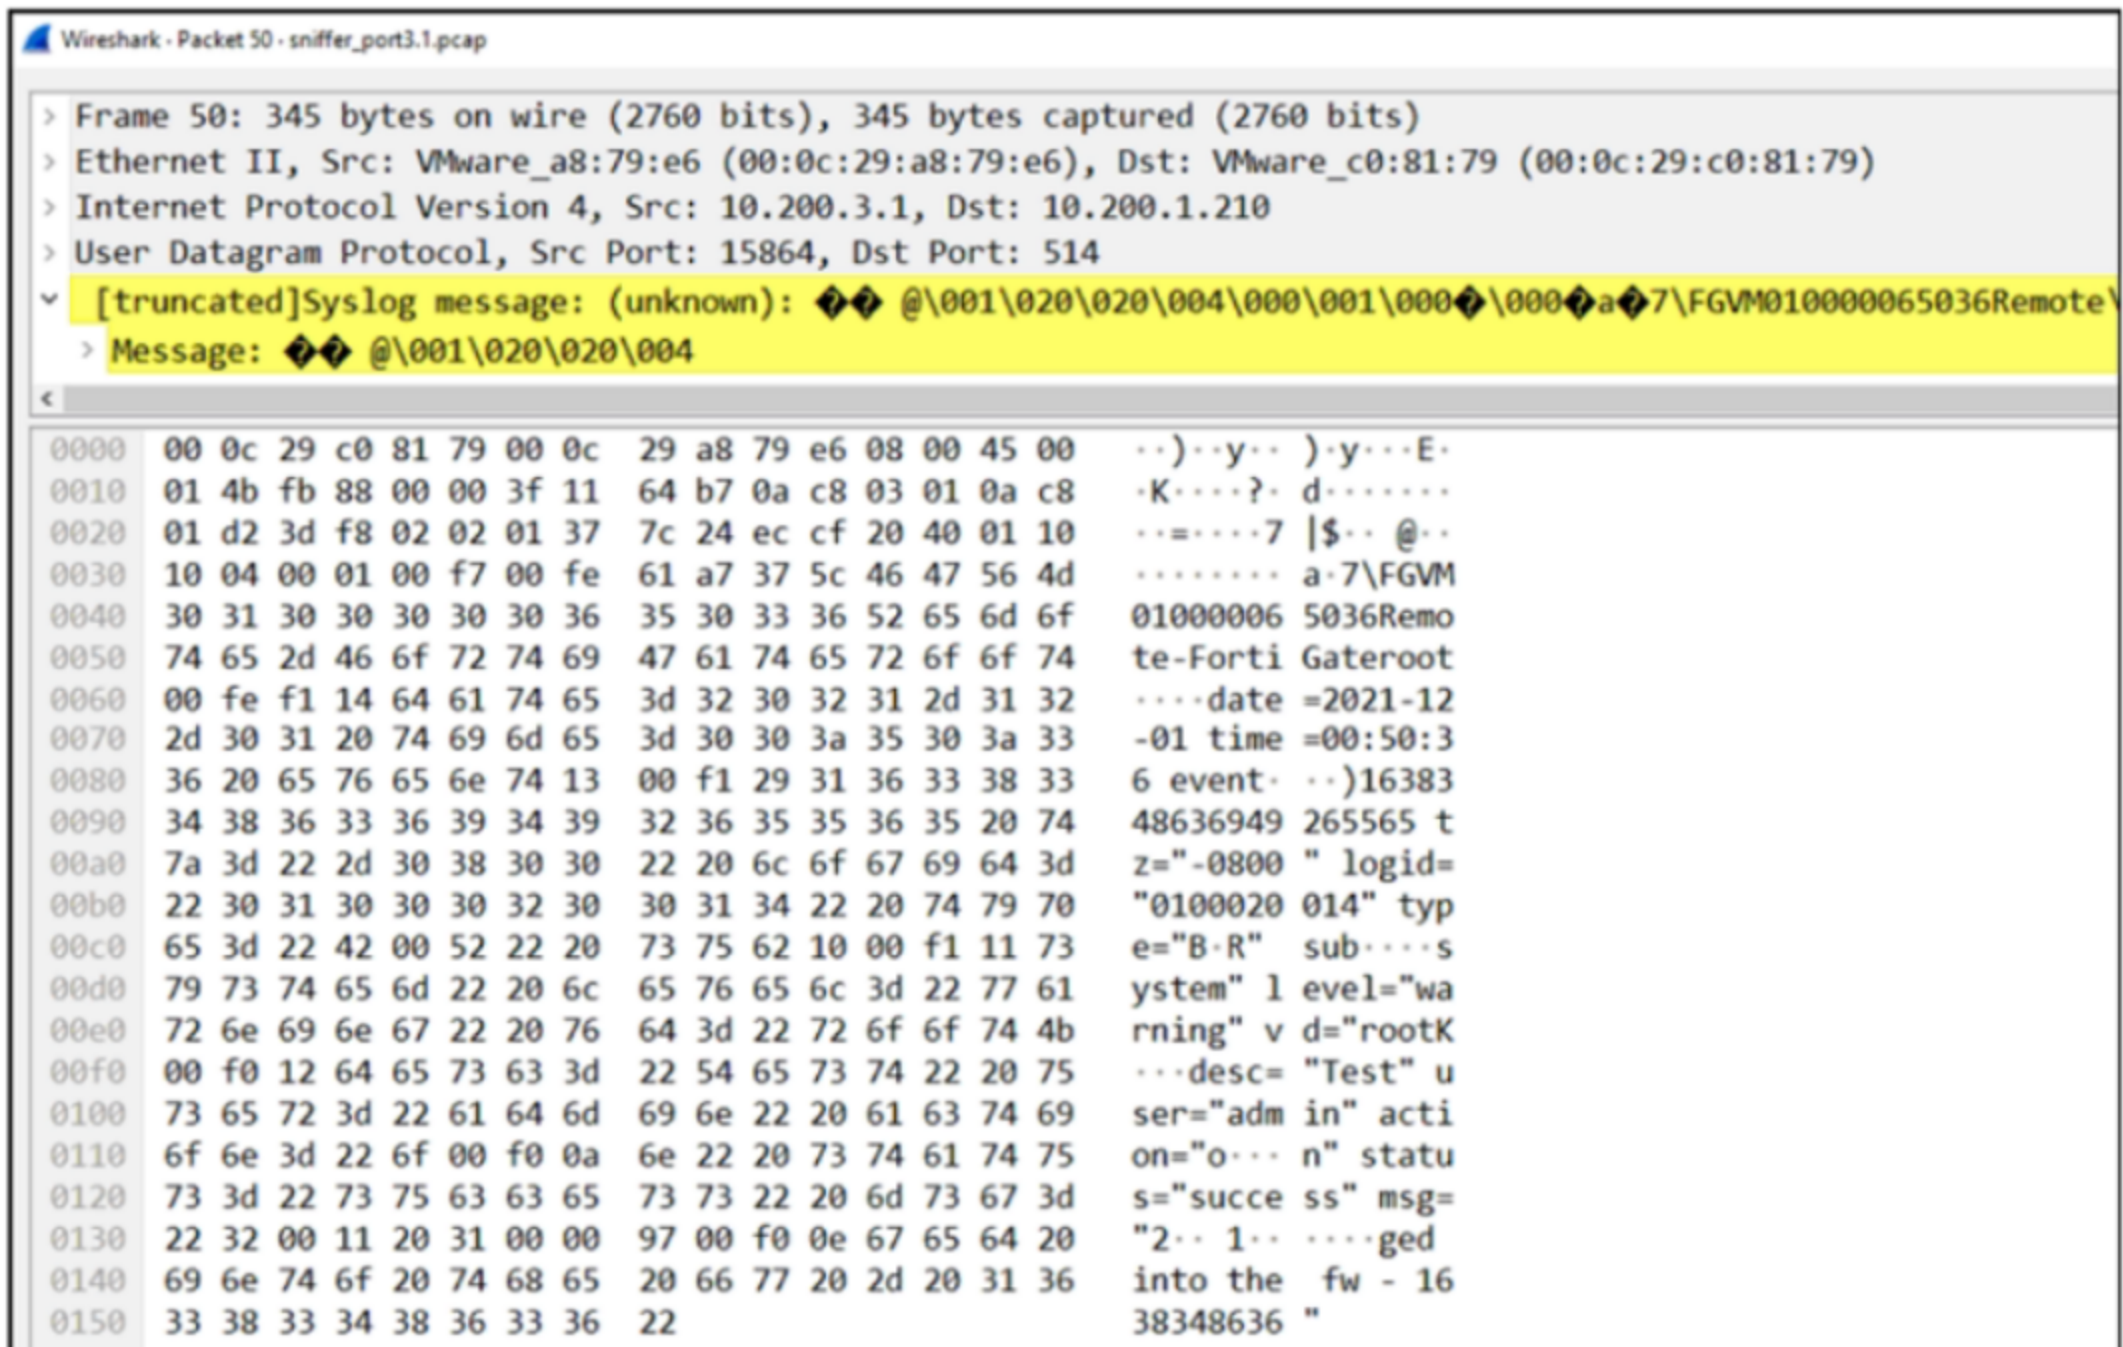 Wireshark · Packet 50 · sniffer_port3.1.pcap
> Frame 50: 345 bytes on wire (2760 bits), 345 bytes captured (2760 bits)
> Ethernet II, Src: VMware_a8:79:e6 (00:0c:29:a8:79:e6), Dst: VMware_c0:81:79 (00:0c:29:c0:81:79)
> Internet Protocol Version 4, Src: 10.200.3.1, Dst: 10.200.1.210
> User Datagram Protocol, Src Port: 15864, Dst Port: 514
[truncated]Syslog message: (unknown): �� @\001\020\020\004\000\001\000�\000�a�7\FGVM010000065036Remote\
> Message: �� @\001\020\020\004
0000 00 0c 29 c0 81 79 00 0c 29 a8 79 e6 08 00 45 00 ··)··y·· )·y···E·
0010 01 4b fb 88 00 00 3f 11 64 b7 0a c8 03 01 0a c8 ·K····?· d·······
0020 01 d2 3d f8 02 02 01 37 7c 24 ec cf 20 40 01 10 ··=····7 |$·· @··
0030 10 04 00 01 00 f7 00 fe 61 a7 37 5c 46 47 56 4d ········ a·7\FGVM
0040 30 31 30 30 30 30 30 36 35 30 33 36 52 65 6d 6f 01000006 5036Remo
0050 74 65 2d 46 6f 72 74 69 47 61 74 65 72 6f 6f 74 te-Forti Gateroot
0060 00 fe f1 14 64 61 74 65 3d 32 30 32 31 2d 31 32 ····date =2021-12
0070 2d 30 31 20 74 69 6d 65 3d 30 30 3a 35 30 3a 33 -01 time =00:50:3
0080 36 20 65 76 65 6e 74 13 00 f1 29 31 36 33 38 33 6 event· ··)16383
0090 34 38 36 33 36 39 34 39 32 36 35 35 36 35 20 74 48636949 265565 t
00a0 7a 3d 22 2d 30 38 30 30 22 20 6c 6f 67 69 64 3d z="-0800 " logid=
00b0 22 30 31 30 30 30 32 30 30 31 34 22 20 74 79 70 "0100020 014" typ
00c0 65 3d 22 42 00 52 22 20 73 75 62 10 00 f1 11 73 e="B·R" sub····s
00d0 79 73 74 65 6d 22 20 6c 65 76 65 6c 3d 22 77 61 ystem" l evel="wa
00e0 72 6e 69 6e 67 22 20 76 64 3d 22 72 6f 6f 74 4b rning" v d="rootK
00f0 00 f0 12 64 65 73 63 3d 22 54 65 73 74 22 20 75 ···desc= "Test" u
0100 73 65 72 3d 22 61 64 6d 69 6e 22 20 61 63 74 69 ser="adm in" acti
0110 6f 6e 3d 22 6f 00 f0 0a 6e 22 20 73 74 61 74 75 on="o··· n" statu
0120 73 3d 22 73 75 63 63 65 73 73 22 20 6d 73 67 3d s="succe ss" msg=
0130 22 32 00 11 20 31 00 00 97 00 f0 0e 67 65 64 20 "2·· 1·· ····ged
0140 69 6e 74 6f 20 74 68 65 20 66 77 20 2d 20 31 36 into the fw - 16
0150 33 38 33 34 38 36 33 36 22 38348636 "